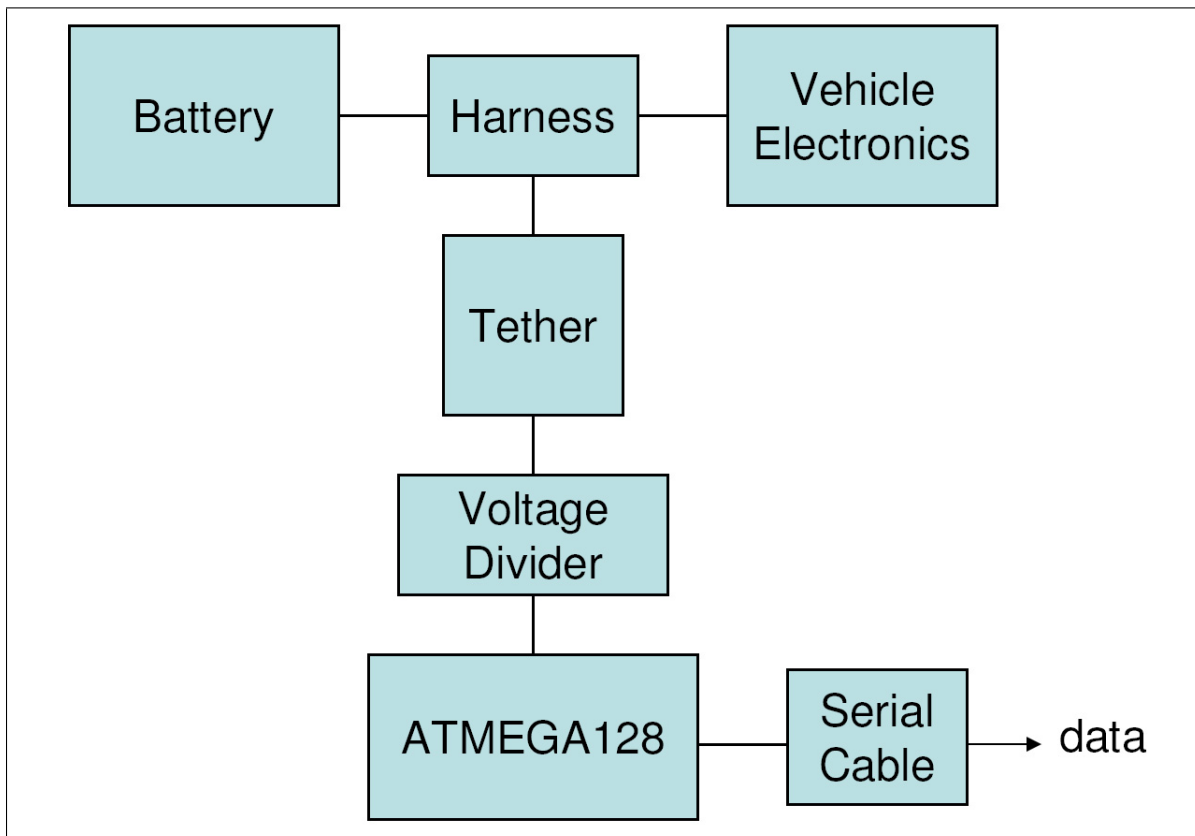 Battery
Harness
Vehicle
Electronics
Tether
Voltage
Divider
ATMEGA128
Serial
Cable
data